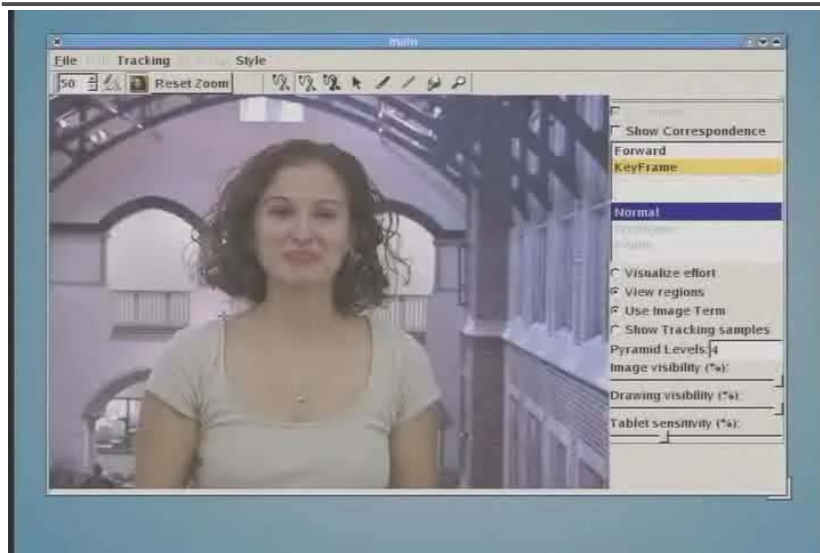 main
File Tracking Style
50 Reset Zoom
Show Correspondence
Forward
KeyFrame
Normal
Visualize effort
View regions
Use Image Term
Show Tracking samples
Pyramid Levels: 4
Image visibility (%):
Drawing visibility (%):
Tablet sensitivity (%):